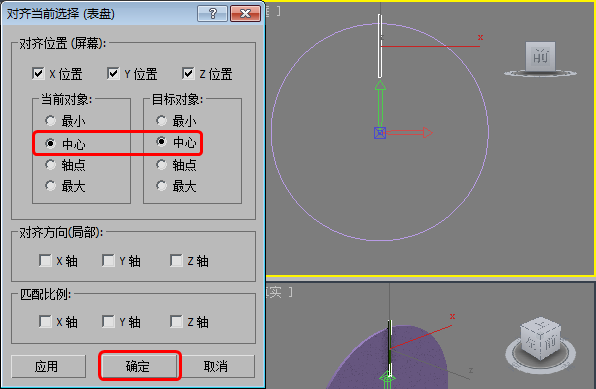 对齐当前选择 (表盘)
?
对齐位置 (屏幕):
X 位置 Y 位置 Z 位置
当前对象:
最小
中心
轴点
最大
目标对象:
最小
中心
轴点
最大
对齐方向(局部):
X 轴 Y 轴 Z 轴
匹配比例:
X 轴 Y 轴 Z 轴
应用 确定 取消
]
x
x
前
真实 ]
x
x